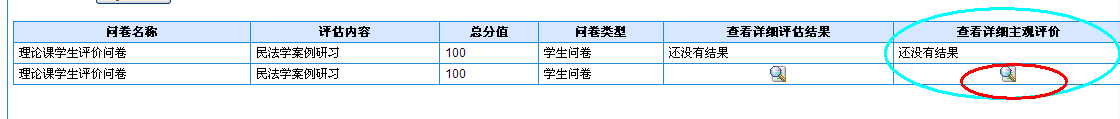 问卷名称 评估内容 总分值 问卷类型 查看详细评估结果 查看详细主观评价
理论课学生评价问卷 民法学案例研习 100 学生问卷 还没有结果 还没有结果
理论课学生评价问卷 民法学案例研习 100 学生问卷